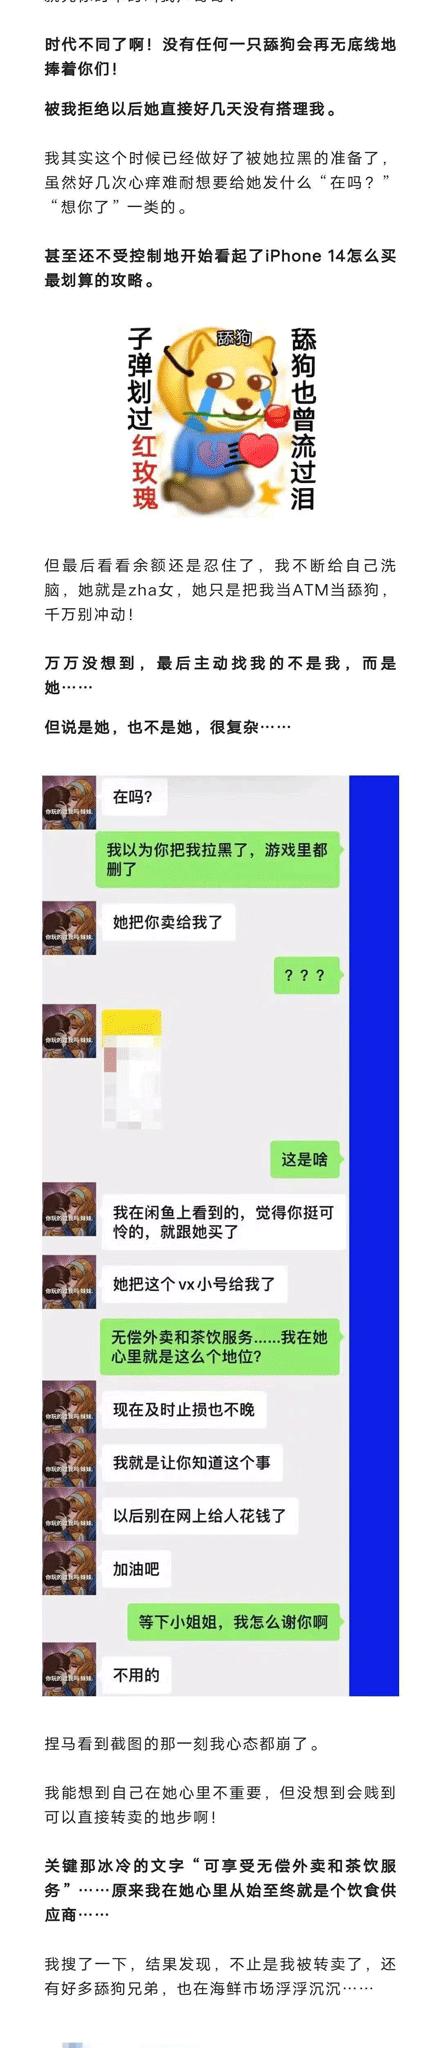 时代不同了啊！没有任何一只舔狗会再无底线地
捧着你们！
被我拒绝以后她直接好几天没有搭理我。
我其实这个时候已经做好了被她拉黑的准备了，
虽然好几次心痒难耐想要给她发什么“在吗？”
“想你了”一类的。
甚至还不受控制地开始看起了iPhone 14怎么买
最划算的攻略。
子弹划过红玫瑰
舔狗
舔狗也曾流过泪
但最后看看余额还是忍住了，我不断给自己洗
脑，她就是zha女，她只是把我当ATM当舔狗，
千万别冲动！
万万没想到，最后主动找我的不是我，而是
她……
但说是她，也不是她，很复杂……
在吗？
我以为你把我拉黑了，游戏里都
删了
她把你卖给我了
？？？
这是啥
我在闲鱼上看到的，觉得你挺可
怜的，就跟她买了
她把这个vx小号给我了
无偿外卖和茶饮服务......我在她
心里就是这么个地位？
现在及时止损也不晚
我就是让你知道这个事
以后别在网上给人花钱了
加油吧
等下小姐姐，我怎么谢你啊
不用的
捏马看到截图的那一刻我心态都崩了。
我能想到自己在她心里不重要，但没想到会贱到
可以直接转卖的地步啊！
关键那冰冷的文字“可享受无偿外卖和茶饮服
务”……原来我在她心里从始至终就是个饮食供
应商……
我搜了一下，结果发现，不止是我被转卖了，还
有好多舔狗兄弟，也在海鲜市场浮浮沉沉……